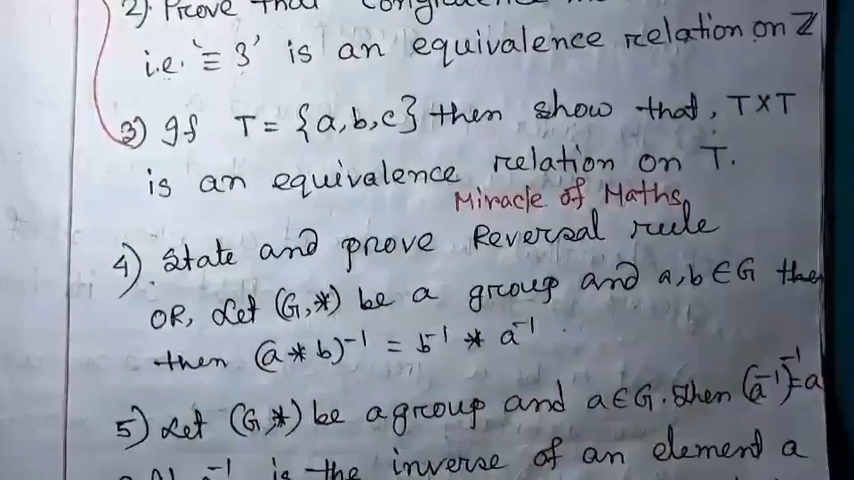 2) Prove that
i.e. '≡ 3' is an equivalence relation on Z
3) If T = {a,b,c} then show that, T×T
is an equivalence relation on T.
Miracle of Maths
4) State and prove Reversal rule
OR, Let (G,*) be a group and a,b∈G then
then (a*b)⁻¹ = b⁻¹ * a⁻¹.
5) Let (G,*) be a group and a∈G. Then (a⁻¹)⁻¹=a
a⁻¹ is the inverse of an element a